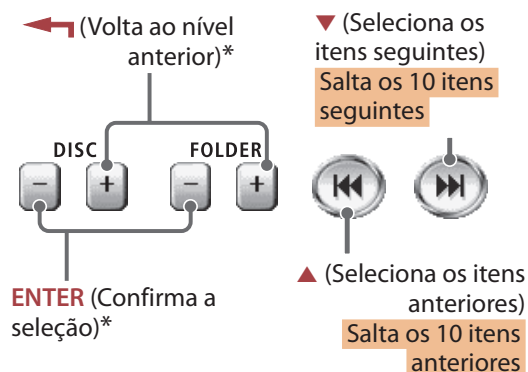 (Volta ao nível
anterior)*
DISC
FOLDER
− + − +
ENTER (Confirma a
seleção)*
▼ (Seleciona os
itens seguintes)
Salta os 10 itens
seguintes
▲ (Seleciona os itens
anteriores)
Salta os 10 itens
anteriores